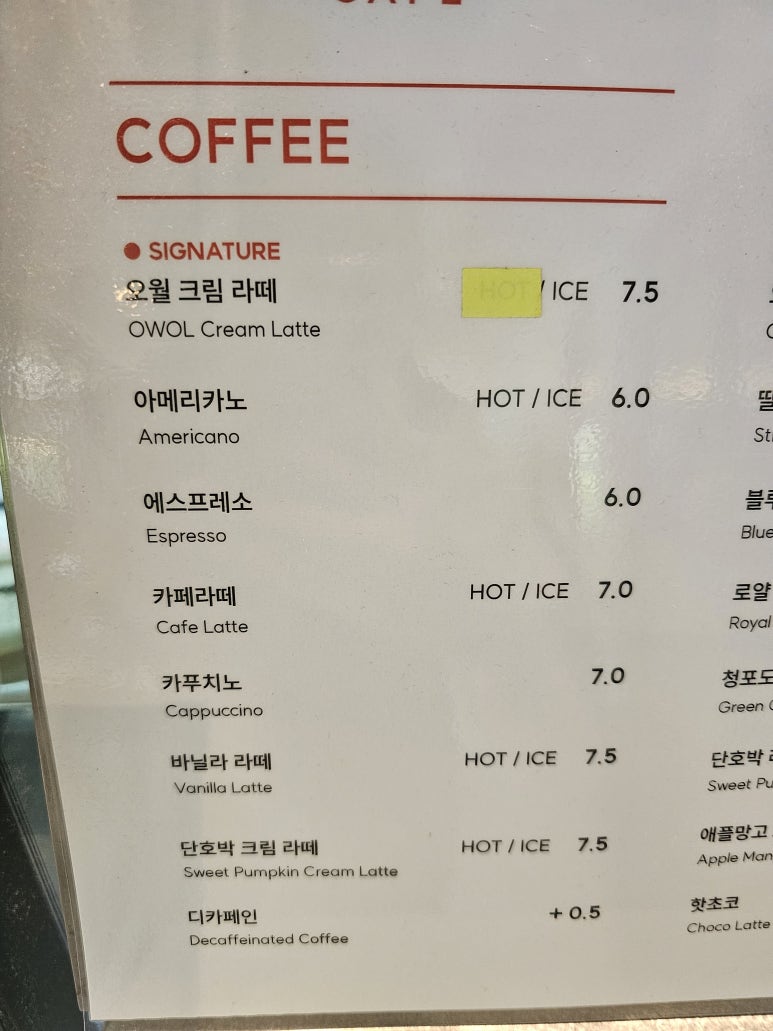 COFFEE
SIGNATURE
오월 크림 라떼 HOT / ICE 7.5
OWOL Cream Latte
아메리카노 HOT / ICE 6.0
Americano
에스프레소 6.0
Espresso
카페라떼 HOT / ICE 7.0
Cafe Latte
카푸치노 7.0
Cappuccino
바닐라 라떼 HOT / ICE 7.5
Vanilla Latte
단호박 크림 라떼 HOT / ICE 7.5
Sweet Pumpkin Cream Latte
디카페인 + 0.5
Decaffeinated Coffee
로얄
Royal
청포도
Green
단호박
Sweet
애플망고
Apple
핫초코
Choco Latte